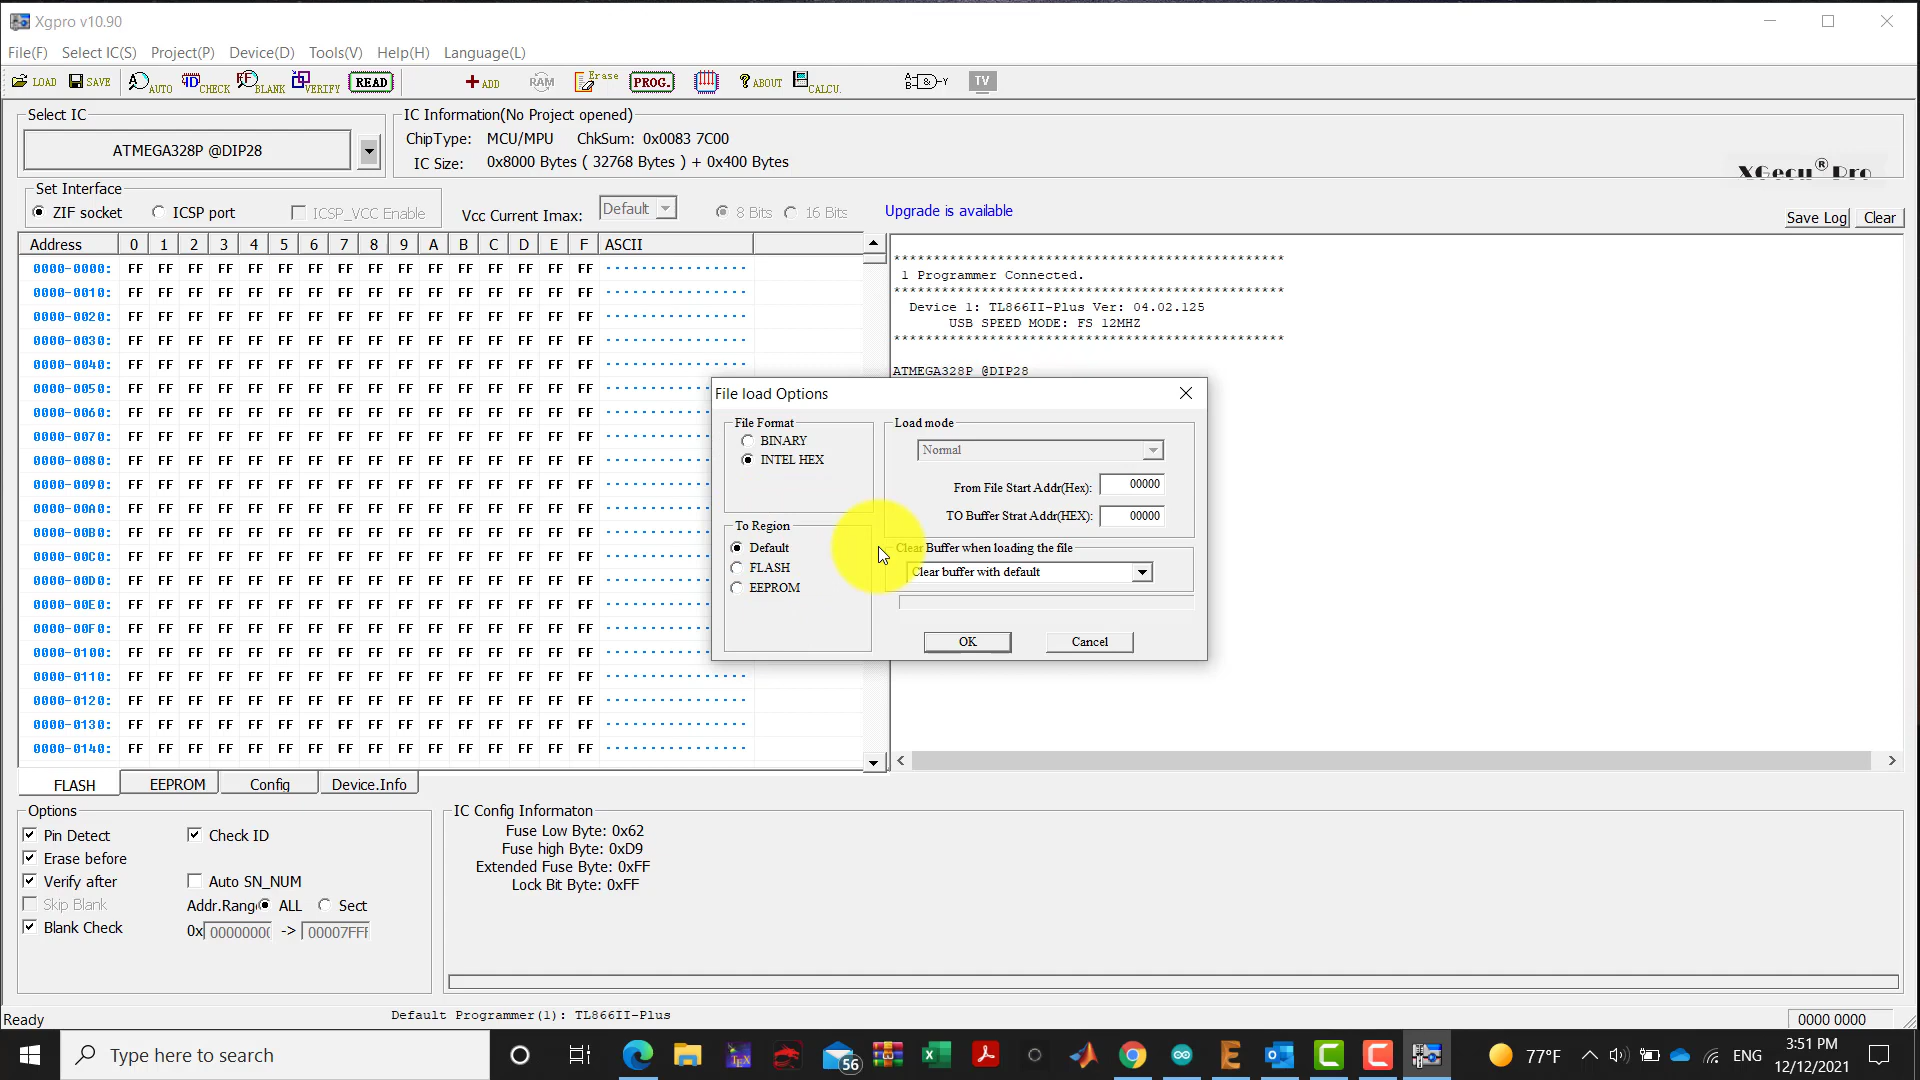 Xgpro v10.90
File(F) Select IC(S) Project(P) Device(D) Tools(V) Help(H) Language(L)
LOAD SAVE AUTO CHECK BLANK VERIFY READ ADD RAM Erase PROG. ABOUT CALCU. TV
Select IC
ATMEGA328P @DIP28
IC Information(No Project opened)
ChipType: MCU/MPU ChkSum: 0x0083 7C00
IC Size: 0x8000 Bytes ( 32768 Bytes ) + 0x400 Bytes
XGecu® Pro
Set Interface
ZIF socket ICSP port ICSP_VCC Enable Vcc Current Imax: Default 8 Bits 16 Bits
Upgrade is available
Save Log Clear
Address 0 1 2 3 4 5 6 7 8 9 A B C D E F ASCII
0000-0000: FF FF FF FF FF FF FF FF FF FF FF FF FF FF FF FF ················
0000-0010: FF FF FF FF FF FF FF FF FF FF FF FF FF FF FF FF ················
0000-0020: FF FF FF FF FF FF FF FF FF FF FF FF FF FF FF FF ················
0000-0030: FF FF FF FF FF FF FF FF FF FF FF FF FF FF FF FF ················
0000-0040: FF FF FF FF FF FF FF FF FF FF FF FF FF FF FF FF ················
0000-0050: FF FF FF FF FF FF FF FF FF FF FF FF FF FF FF FF
0000-0060: FF FF FF FF FF FF FF FF FF FF FF FF FF FF FF FF
0000-0070: FF FF FF FF FF FF FF FF FF FF FF FF FF FF FF FF
0000-0080: FF FF FF FF FF FF FF FF FF FF FF FF FF FF FF FF
0000-0090: FF FF FF FF FF FF FF FF FF FF FF FF FF FF FF FF
0000-00A0: FF FF FF FF FF FF FF FF FF FF FF FF FF FF FF FF
0000-00B0: FF FF FF FF FF FF FF FF FF FF FF FF FF FF FF FF
0000-00C0: FF FF FF FF FF FF FF FF FF FF FF FF FF FF FF FF
0000-00D0: FF FF FF FF FF FF FF FF FF FF FF FF FF FF FF FF
0000-00E0: FF FF FF FF FF FF FF FF FF FF FF FF FF FF FF FF
0000-00F0: FF FF FF FF FF FF FF FF FF FF FF FF FF FF FF FF
0000-0100: FF FF FF FF FF FF FF FF FF FF FF FF FF FF FF FF
0000-0110: FF FF FF FF FF FF FF FF FF FF FF FF FF FF FF FF ················
0000-0120: FF FF FF FF FF FF FF FF FF FF FF FF FF FF FF FF ················
0000-0130: FF FF FF FF FF FF FF FF FF FF FF FF FF FF FF FF ················
0000-0140: FF FF FF FF FF FF FF FF FF FF FF FF FF FF FF FF ················
*************************************************
1 Programmer Connected.
*************************************************
Device 1: TL866II-Plus Ver: 04.02.125
USB SPEED MODE: FS 12MHZ
*************************************************
ATMEGA328P @DIP28
File load Options
File Format
BINARY
INTEL HEX
To Region
Default
FLASH
EEPROM
Load mode
Normal
From File Start Addr(Hex): 00000
TO Buffer Strat Addr(HEX): 00000
Clear Buffer when loading the file
Clear buffer with default
OK Cancel
FLASH EEPROM Config Device.Info
Options
Pin Detect Check ID
Erase before
Verify after Auto SN_NUM
Skip Blank Addr.Rang ALL Sect
Blank Check 0x 00000000 -> 00007FFF
IC Config Informaton
Fuse Low Byte: 0x62
Fuse high Byte: 0xD9
Extended Fuse Byte: 0xFF
Lock Bit Byte: 0xFF
Ready Default Programmer(1): TL866II-Plus 0000 0000
Type here to search 56 77°F ENG 3:51 PM
12/12/2021